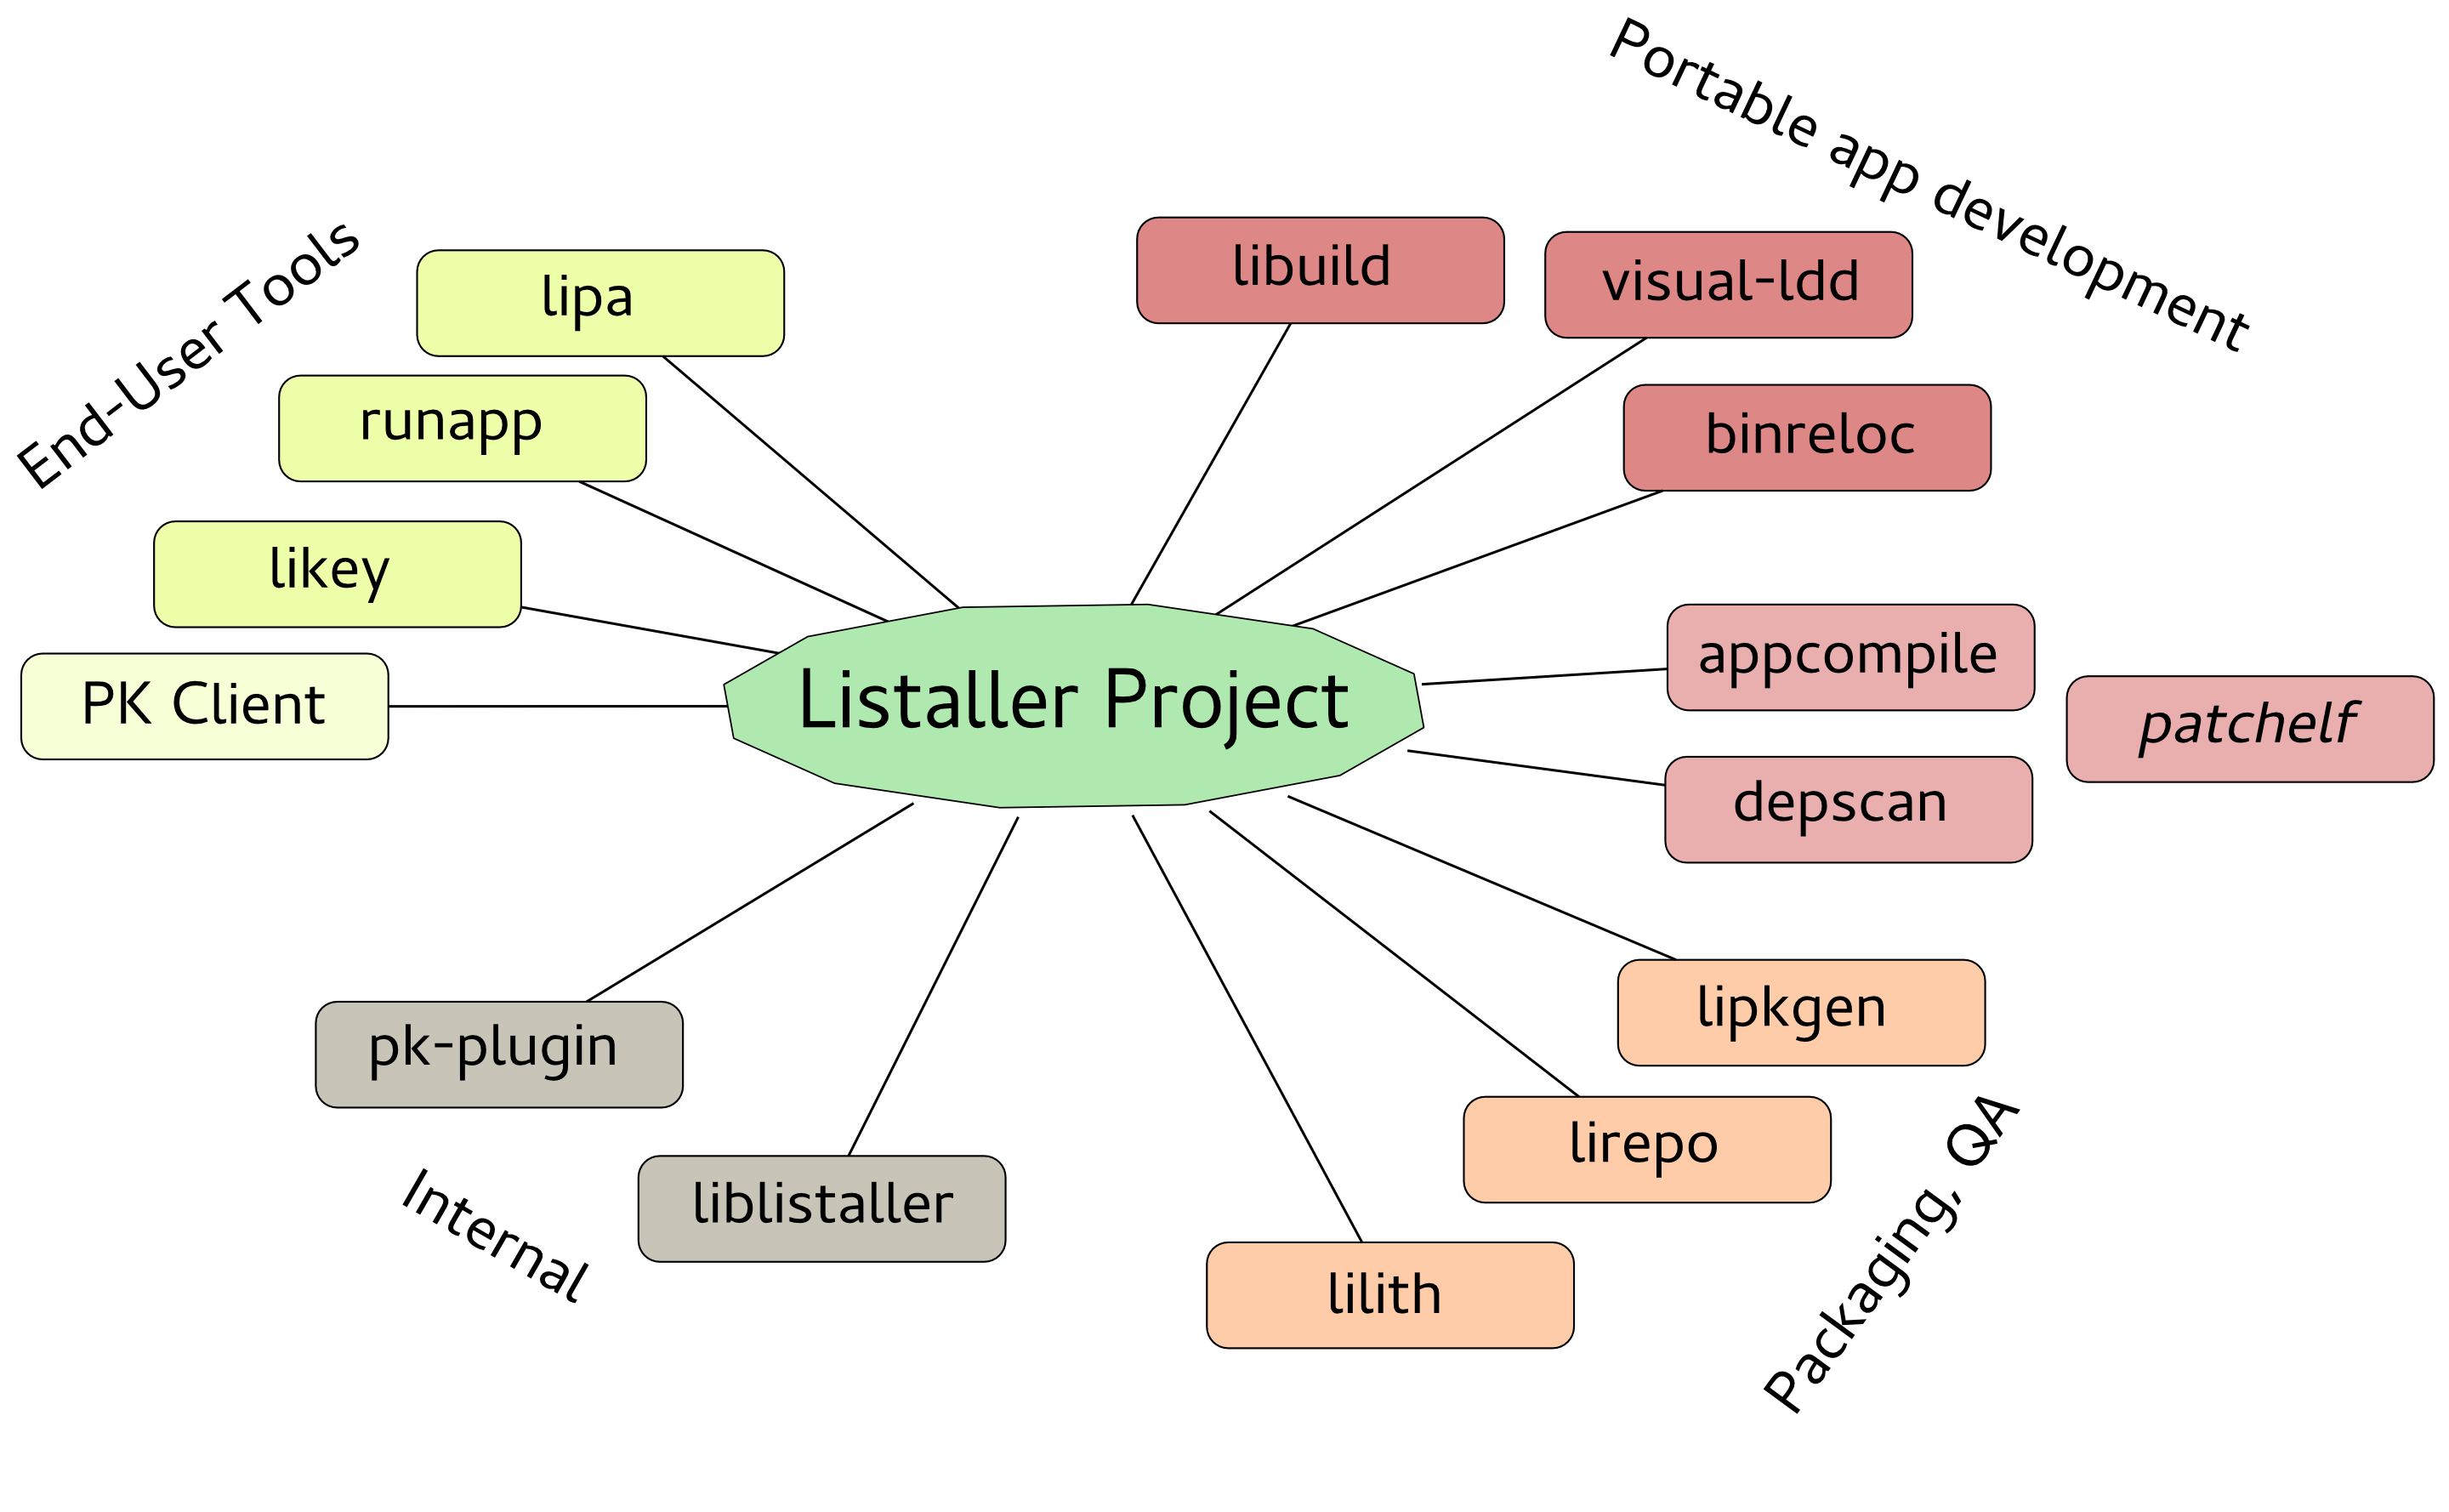 Portable app development
End-User Tools
lipa
libuild
visual-ldd
runapp
binreloc
likey
appcompile
PK Client
Listaller Project
patchelf
depscan
lipkgen
pk-plugin
lirepo
liblistaller
Internal
lilith
Packaging, QA